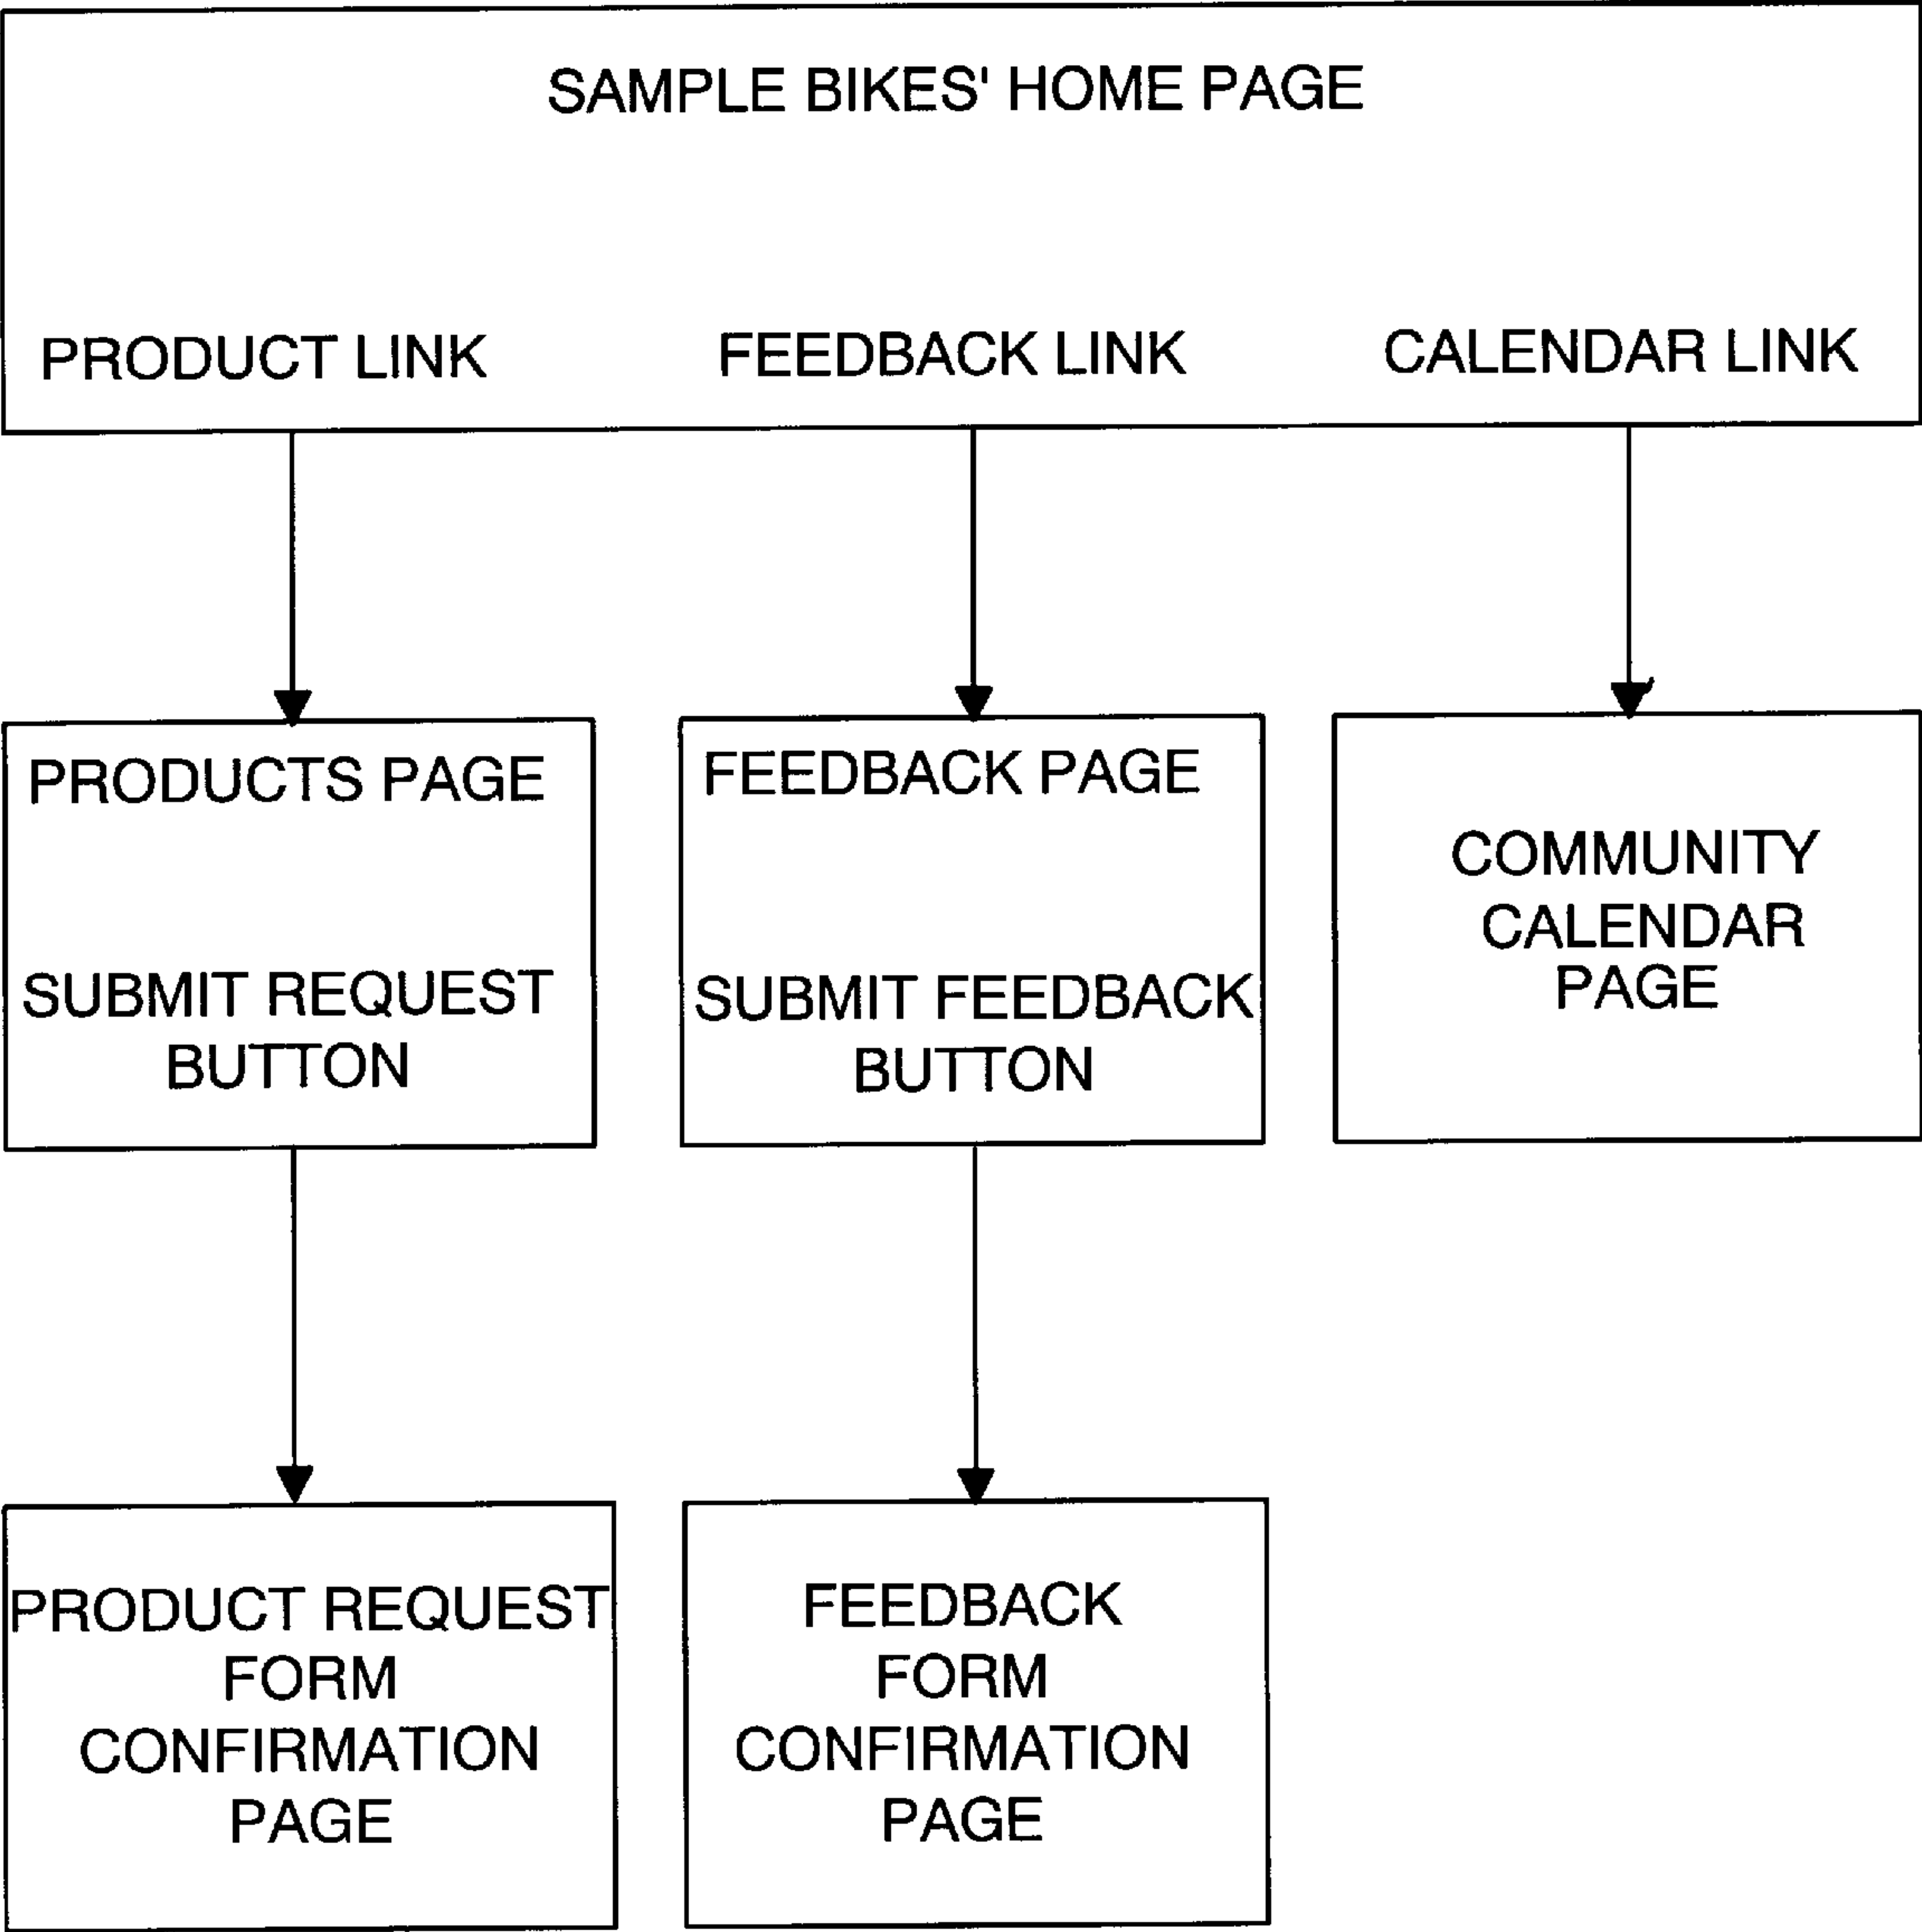 SAMPLE BIKES' HOME PAGE
PRODUCT LINK
FEEDBACK LINK
CALENDAR LINK
PRODUCTS PAGE
SUBMIT REQUEST
BUTTON
FEEDBACK PAGE
SUBMIT FEEDBACK
BUTTON
COMMUNITY
CALENDAR
PAGE
PRODUCT REQUEST
FORM
CONFIRMATION
PAGE
FEEDBACK
FORM
CONFIRMATION
PAGE